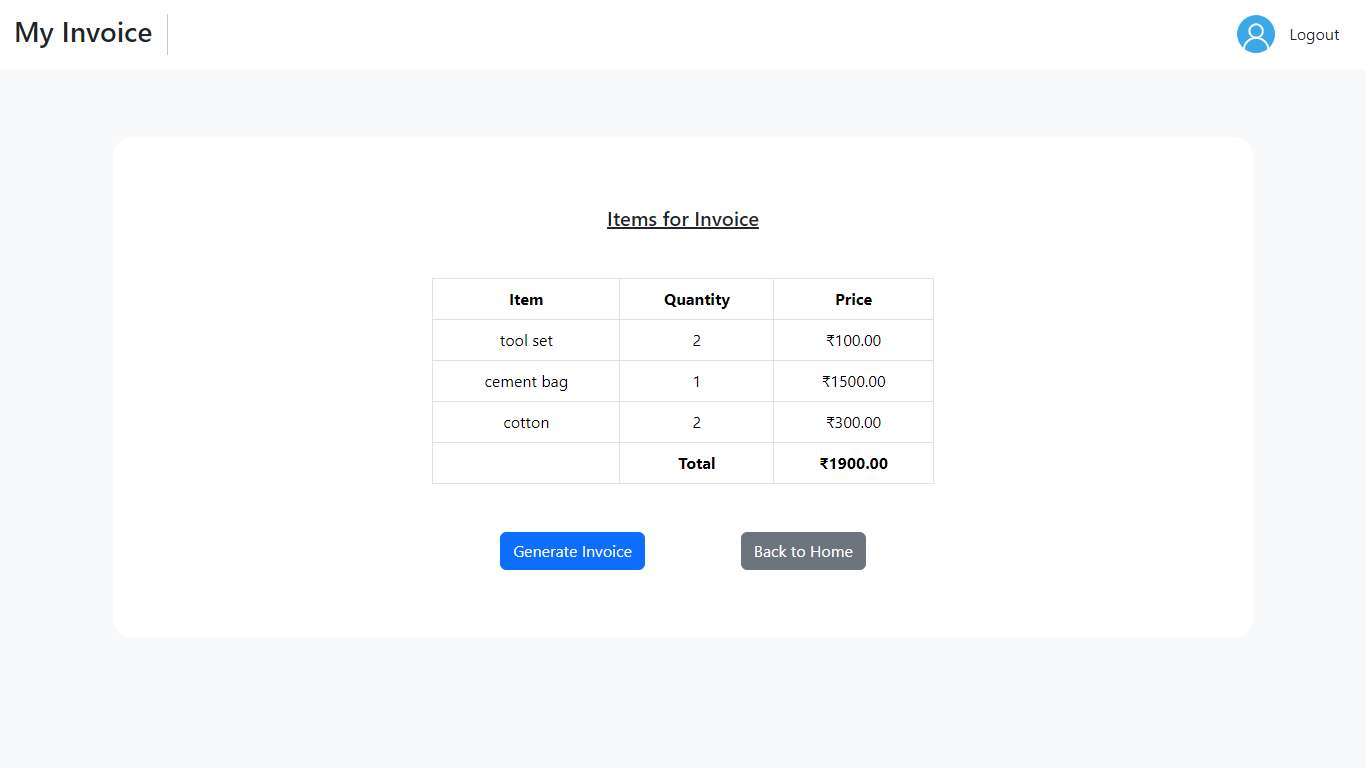 My Invoice
Logout
Items for Invoice
Item Quantity Price
tool set 2 ₹100.00
cement bag 1 ₹1500.00
cotton 2 ₹300.00
Total ₹1900.00
Generate Invoice Back to Home